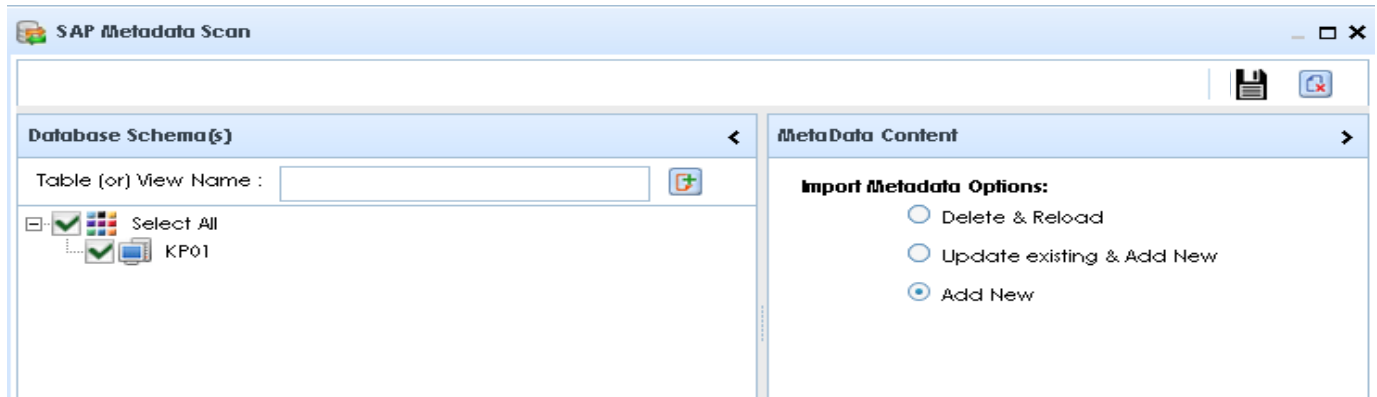 SAP Metadata Scan
Database Schema(s)
Table (or) View Name :
Select All
KP01
MetaData Content
Import Metadata Options:
Delete & Reload
Update existing & Add New
Add New